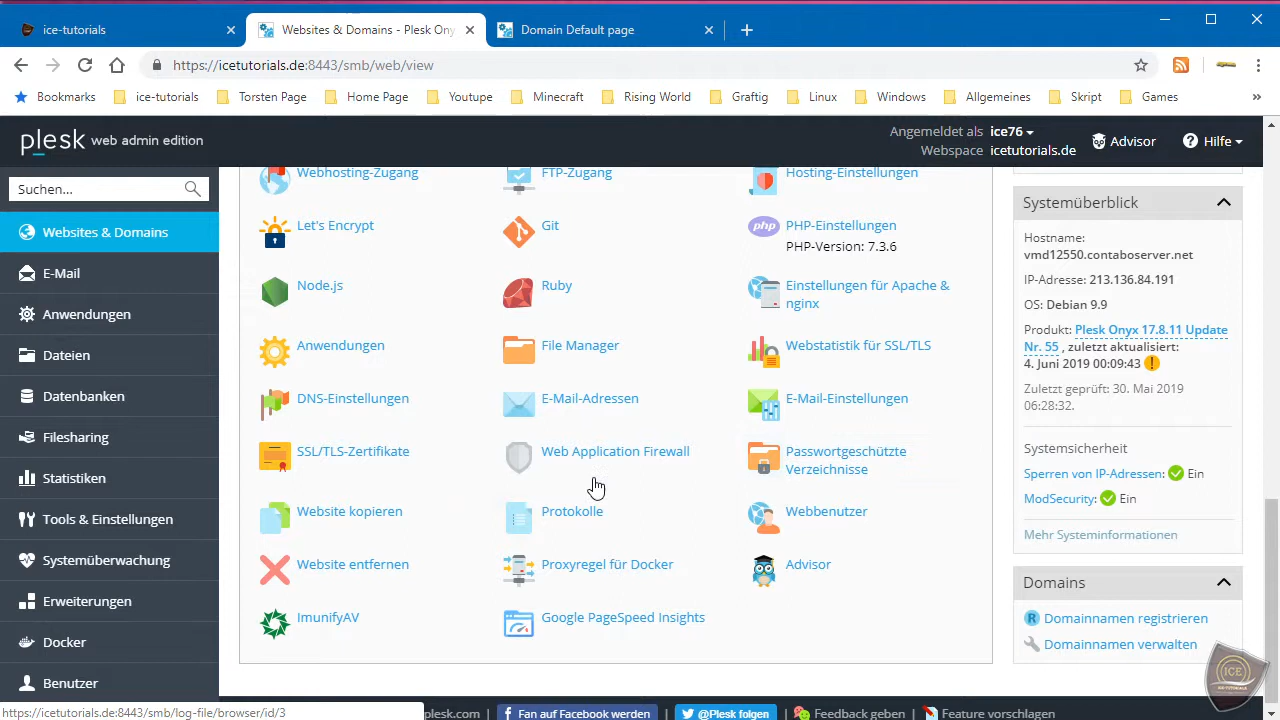 ice-tutorials
Websites & Domains - Plesk Ony
Domain Default page
https://icetutorials.de:8443/smb/web/view
Bookmarks
ice-tutorials
Torsten Page
Home Page
Youtube
Minecraft
Rising World
Graftig
Linux
Windows
Allgemeines
Skript
Games
plesk web admin edition
Angemeldet als ice76
Webspace icetutorials.de
Advisor
Hilfe
Suchen...
Websites & Domains
E-Mail
Anwendungen
Dateien
Datenbanken
Filesharing
Statistiken
Tools & Einstellungen
Systemüberwachung
Erweiterungen
Docker
Benutzer
Webhosting-Zugang
FTP-Zugang
Hosting-Einstellungen
Let's Encrypt
Git
php
PHP-Einstellungen
PHP-Version: 7.3.6
Node.js
Ruby
Einstellungen für Apache &
nginx
Anwendungen
File Manager
Webstatistik für SSL/TLS
DNS-Einstellungen
E-Mail-Adressen
E-Mail-Einstellungen
SSL/TLS-Zertifikate
Web Application Firewall
Passwortgeschützte
Verzeichnisse
Website kopieren
Protokolle
Webbenutzer
Website entfernen
Proxyregel für Docker
Advisor
ImunifyAV
Google PageSpeed Insights
Systemüberblick
Hostname:
vmd12550.contaboserver.net
IP-Adresse: 213.136.84.191
OS: Debian 9.9
Produkt: Plesk Onyx 17.8.11 Update
Nr. 55 , zuletzt aktualisiert:
4. Juni 2019 00:09:43
Zuletzt geprüft: 30. Mai 2019
06:28:32.
Systemsicherheit
Sperren von IP-Adressen: Ein
ModSecurity: Ein
Mehr Systeminformationen
Domains
R Domainnamen registrieren
Domainnamen verwalten
ICE
ICE-TUTORIALS
https://icetutorials.de:8443/smb/log-file/browser/id/3
plesk.com
Fan auf Facebook werden
@Plesk folgen
Feedback geben
Feature vorschlagen